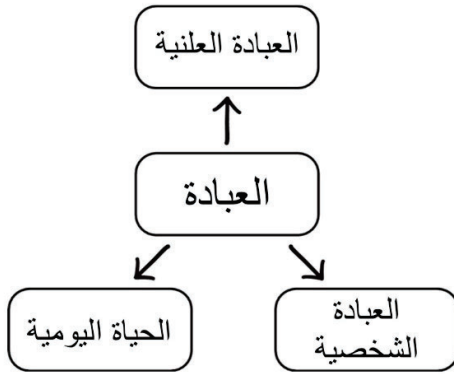 العبادة العلنية
العبادة
العبادة
الشخصية
الحياة اليومية